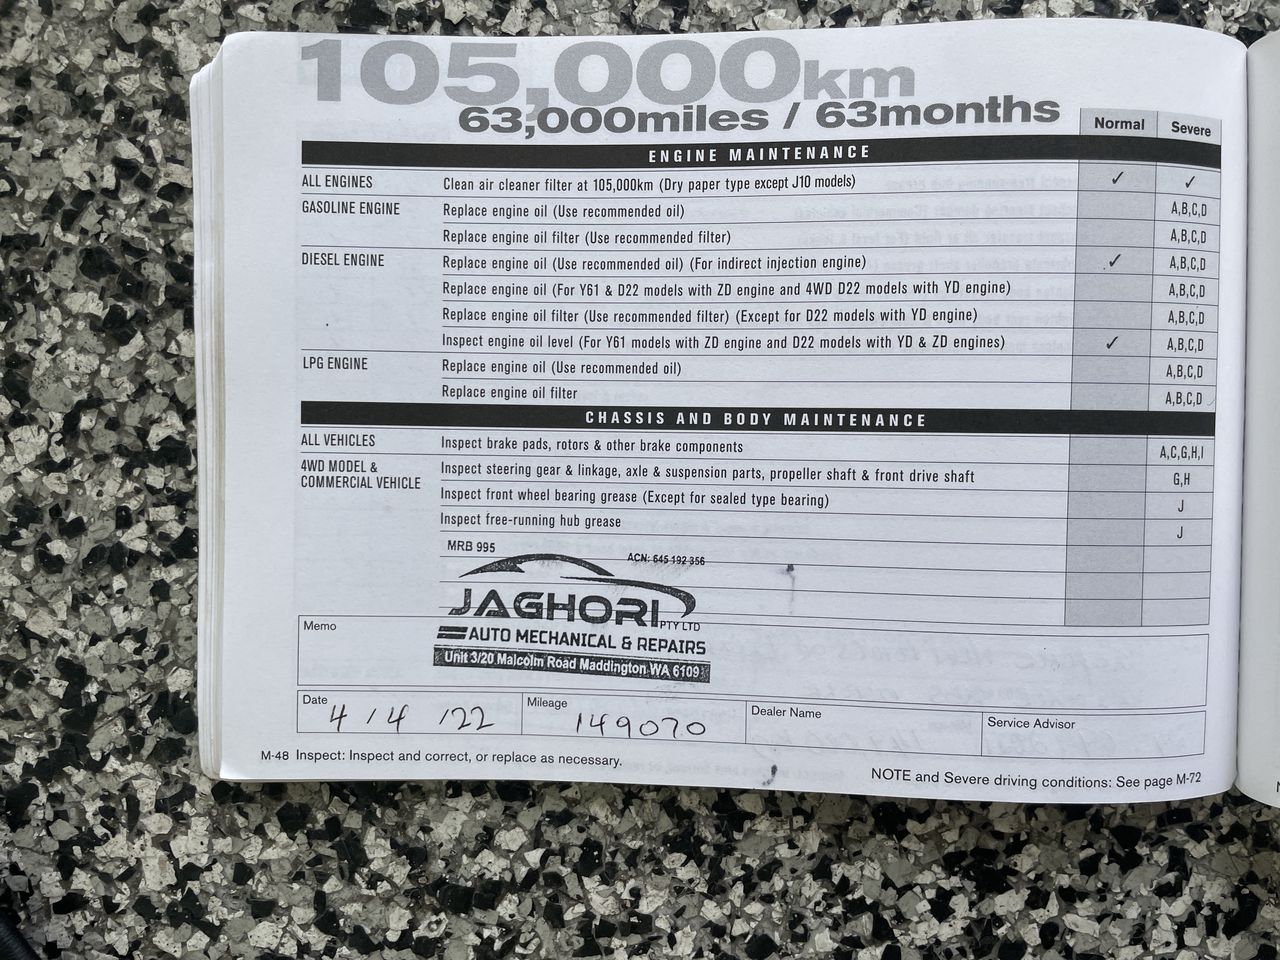 105,000km
63,000miles / 63months
Normal Severe
ENGINE MAINTENANCE
ALL ENGINES Clean air cleaner filter at 105,000km (Dry paper type except J10 models) ✓ ✓
GASOLINE ENGINE Replace engine oil (Use recommended oil) A,B,C,D
Replace engine oil filter (Use recommended filter) A,B,C,D
DIESEL ENGINE Replace engine oil (Use recommended oil) (For indirect injection engine) ✓ A,B,C,D
Replace engine oil (For Y61 & D22 models with ZD engine and 4WD D22 models with YD engine) A,B,C,D
Replace engine oil filter (Use recommended filter) (Except for D22 models with YD engine) A,B,C,D
Inspect engine oil level (For Y61 models with ZD engine and D22 models with YD & ZD engines) ✓ A,B,C,D
LPG ENGINE Replace engine oil (Use recommended oil) A,B,C,D
Replace engine oil filter A,B,C,D
CHASSIS AND BODY MAINTENANCE
ALL VEHICLES Inspect brake pads, rotors & other brake components A,C,G,H,I
4WD MODEL & COMMERCIAL VEHICLE Inspect steering gear & linkage, axle & suspension parts, propeller shaft & front drive shaft G,H
Inspect front wheel bearing grease (Except for sealed type bearing) J
Inspect free-running hub grease J
MRB 995 ACN: 645 192 356
JAGHORI PTY LTD
AUTO MECHANICAL & REPAIRS
Unit 3/20 Malcolm Road Maddington WA 6109
Memo
Date 4/4/22 Mileage 149070 Dealer Name Service Advisor
M-48 Inspect: Inspect and correct, or replace as necessary.
NOTE and Severe driving conditions: See page M-72